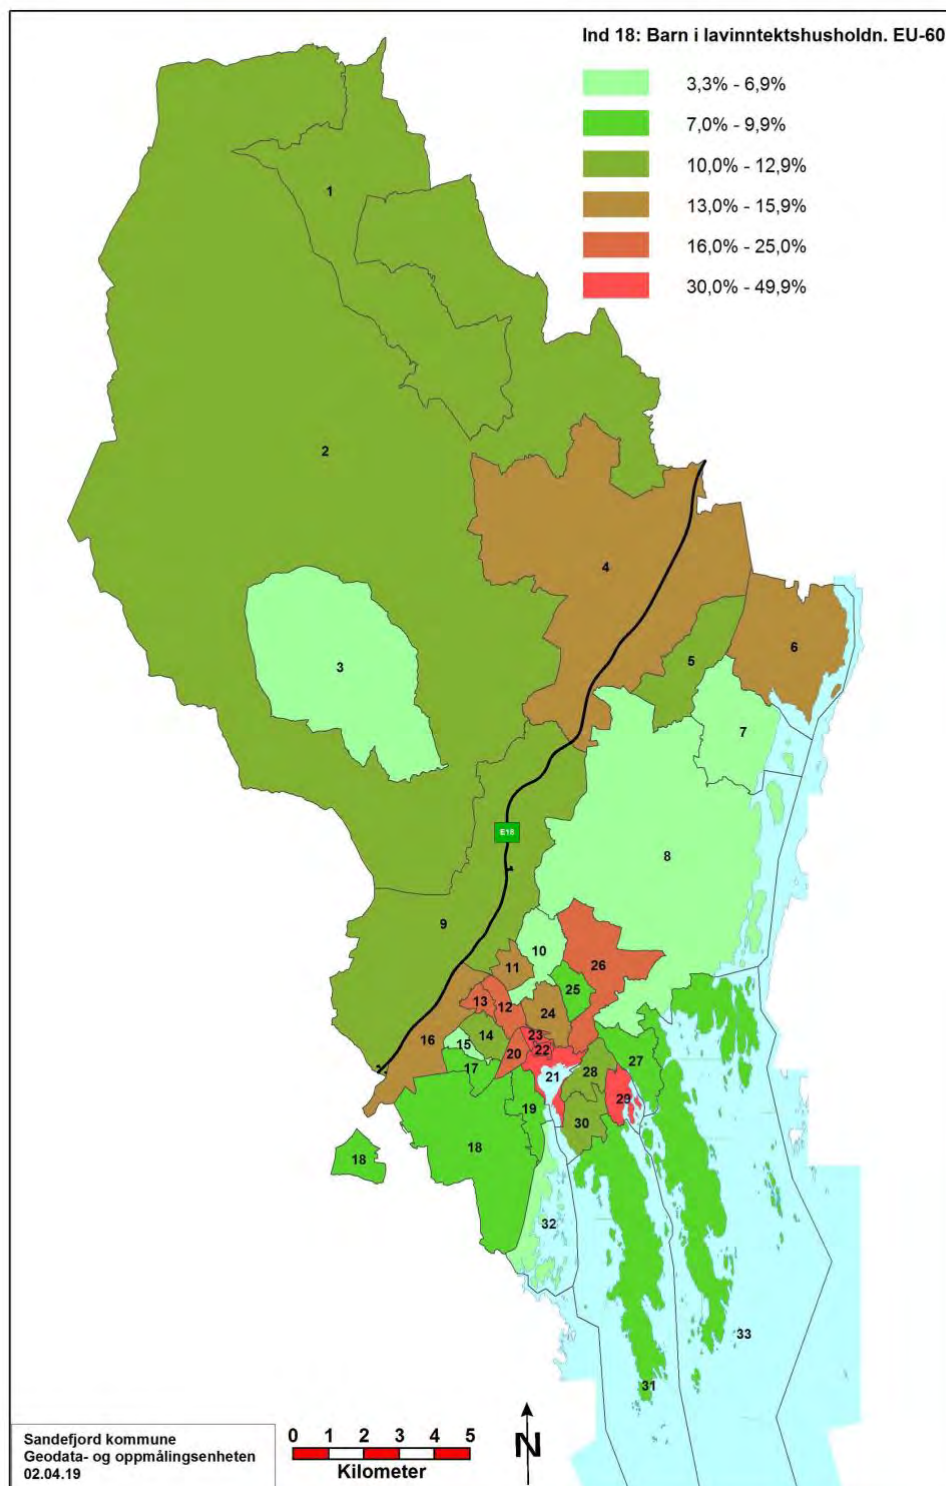 Ind 18: Barn i lavinntektshusholdn. EU-60
3,3% - 6,9%
7,0% - 9,9%
10,0% - 12,9%
13,0% - 15,9%
16,0% - 25,0%
30,0% - 49,9%
1
2
4
6
3
5
7
E18
8
9
10
26
11
25
13
12
24
16
14
23
15
22
20
17
27
28
21
29
19
30
18
18
32
33
31
Sandefjord kommune
Geodata- og oppmålingsenheten
02.04.19
0 1 2 3 4 5
Kilometer
N